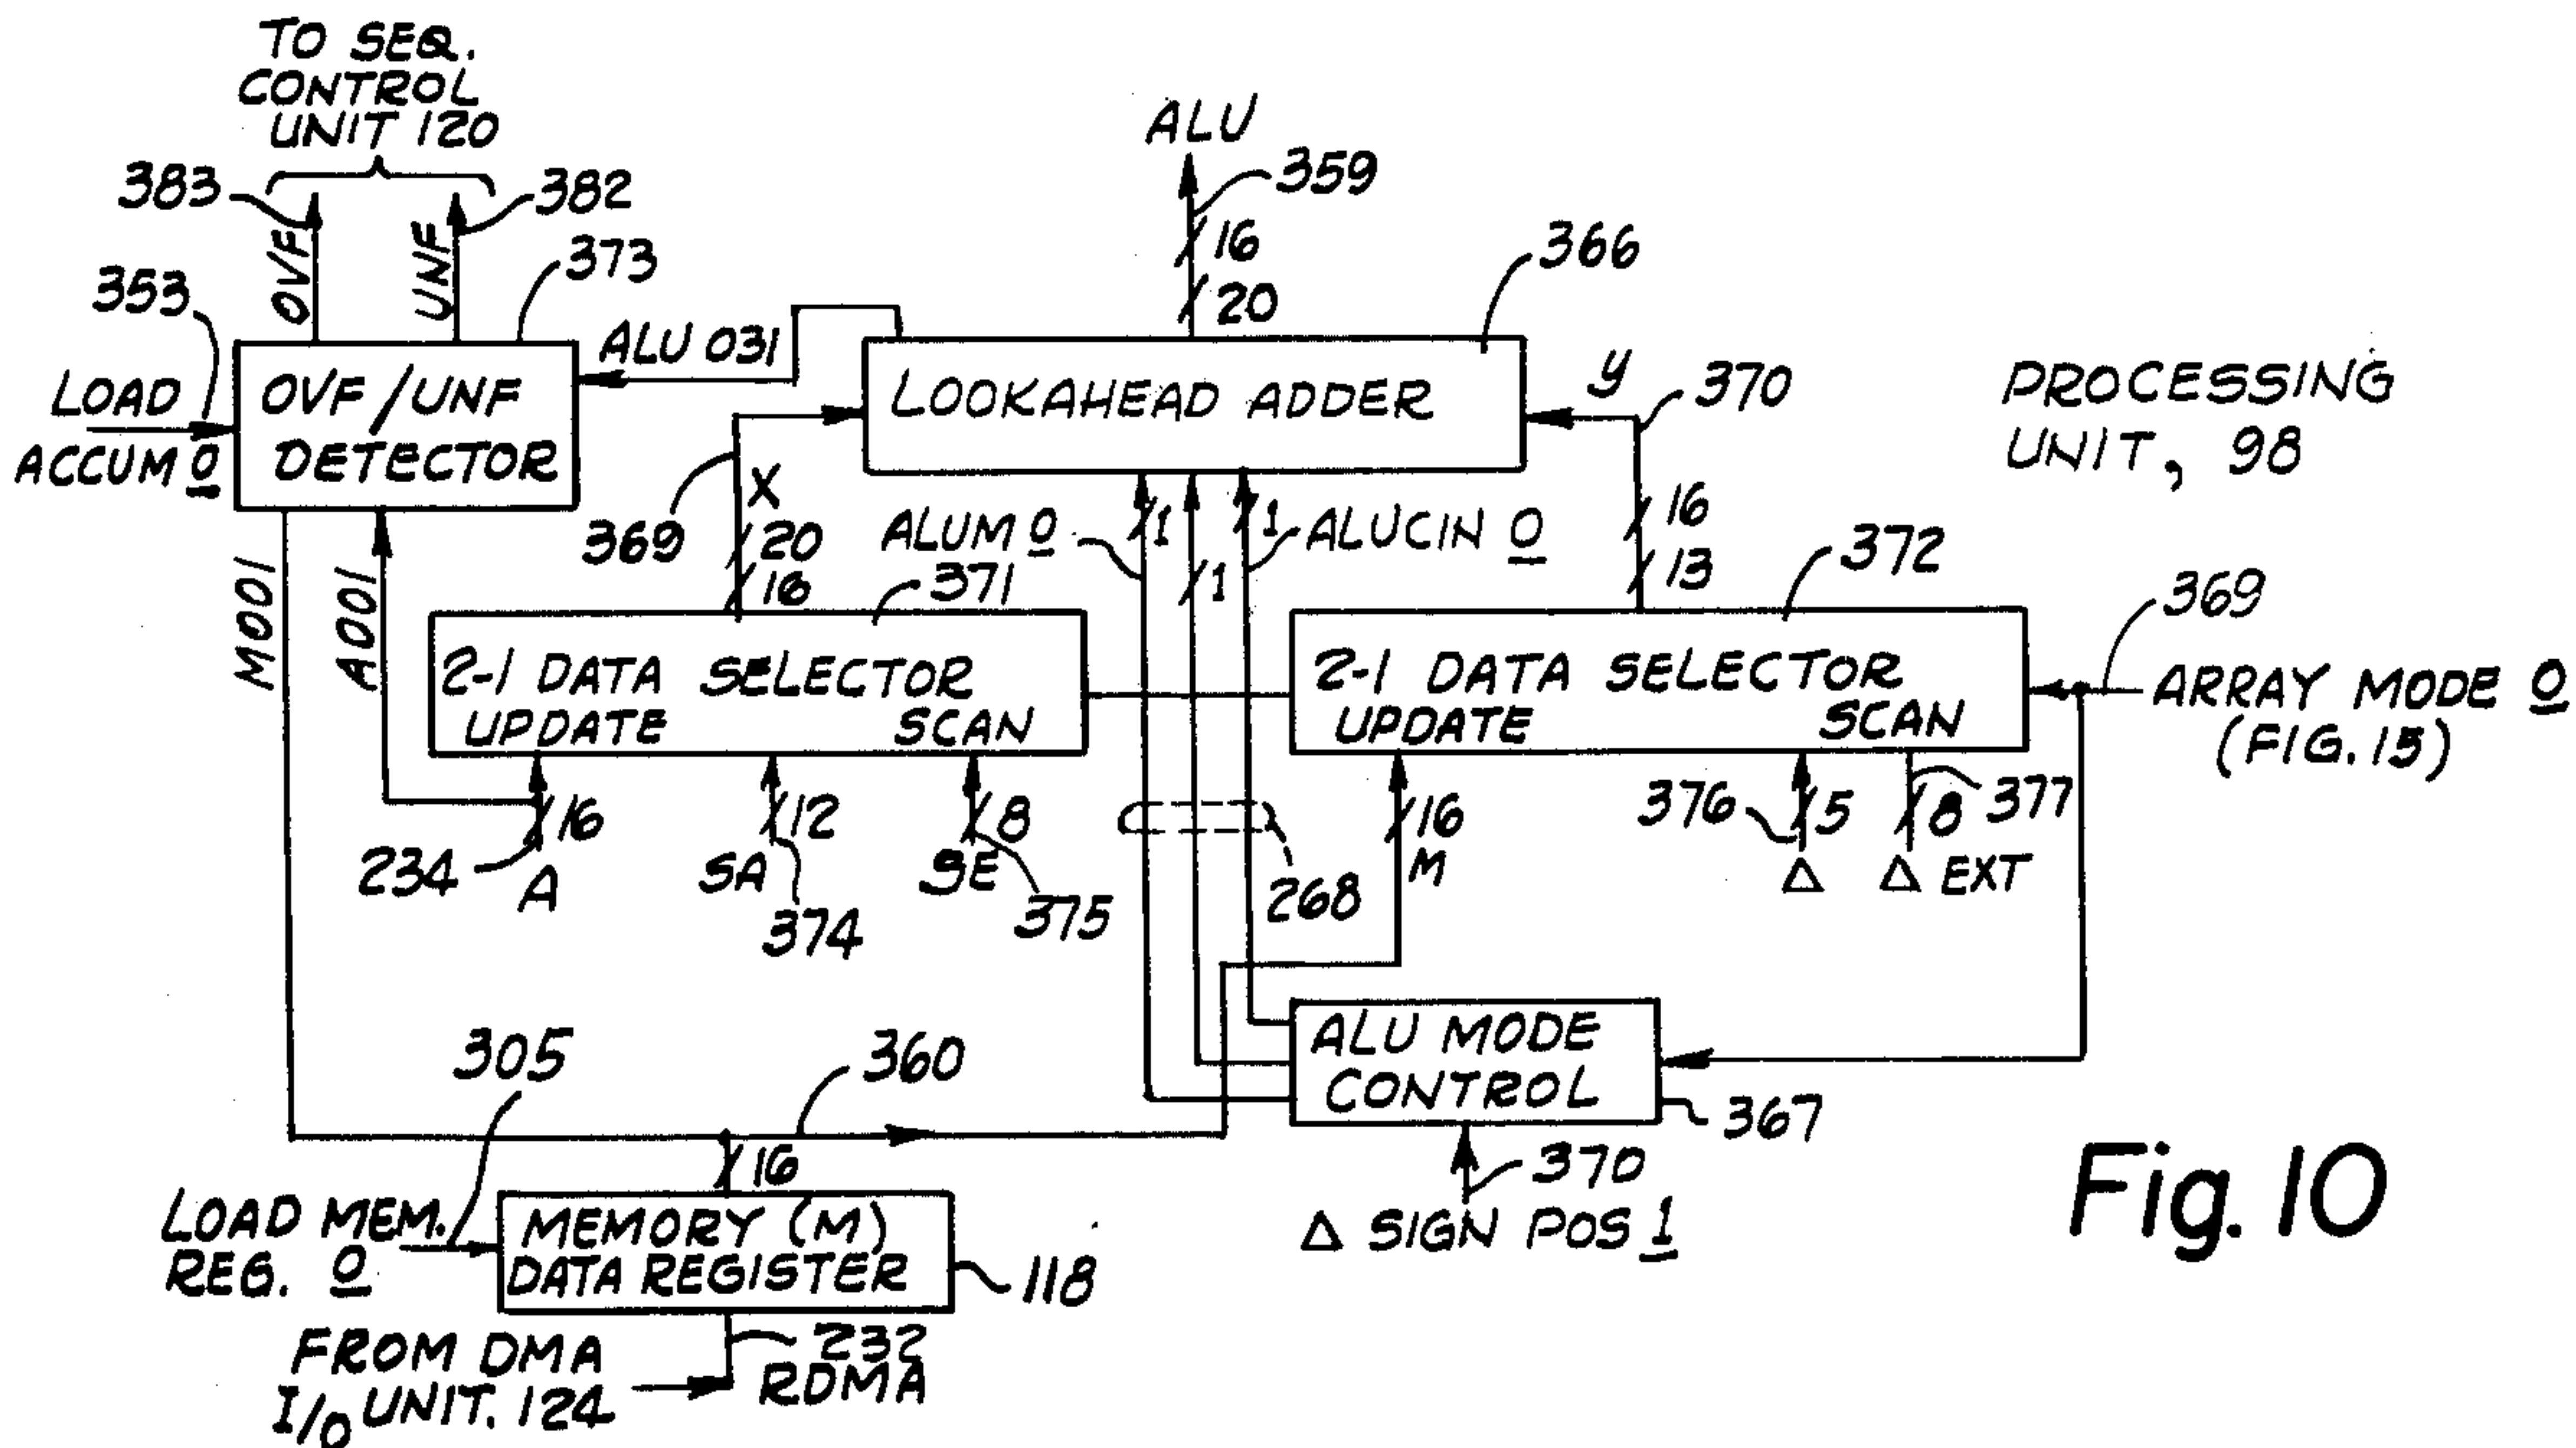 TO SEQ.
CONTROL
UNIT 120
383
382
OVF
UNF
373
353
LOAD
ACCUM 0
OVF/UNF
DETECTOR
ALU 031
ALU
359
16
20
366
LOOKAHEAD ADDER
Y
370
PROCESSING
UNIT, 98
369
X
20
16
371
ALUM 0
1
1
1
ALUCIN 0
16
13
372
M001
A001
2-1 DATA SELECTOR
UPDATE SCAN
2-1 DATA SELECTOR
UPDATE SCAN
369
ARRAY MODE 0
(FIG. 15)
16
234
A
12
SA
374
8
SE
375
268
16
M
376
5
Δ
8
377
Δ EXT
305
360
16
ALU MODE
CONTROL
367
370
Δ SIGN POS 1
LOAD MEM.
REG. 0
MEMORY (M)
DATA REGISTER
118
FROM DMA
I/O UNIT. 124
232
RDMA
Fig. 10